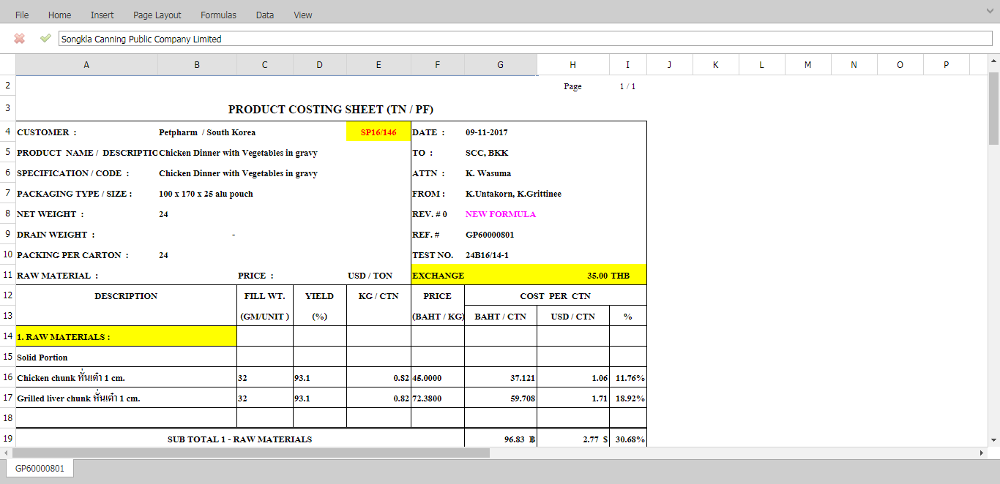 File Home Insert Page Layout Formulas Data View
Songkla Canning Public Company Limited
A B C D E F G H I J K L M N O P
2 Page 1 / 1
3 PRODUCT COSTING SHEET (TN / PF)
4 CUSTOMER : Petpharm / South Korea SP16/146 DATE : 09-11-2017
5 PRODUCT NAME / DESCRIPTIO Chicken Dinner with Vegetables in gravy TO : SCC, BKK
6 SPECIFICATION / CODE : Chicken Dinner with Vegetables in gravy ATTN : K. Wasuma
7 PACKAGING TYPE / SIZE : 100 x 170 x 25 alu pouch FROM : K.Untakorn, K.Grittinee
8 NET WEIGHT : 24 REV. # 0 NEW FORMULA
9 DRAIN WEIGHT : - REF. # GP60000801
10 PACKING PER CARTON : 24 TEST NO. 24B16/14-1
11 RAW MATERIAL : PRICE : USD / TON EXCHANGE 35.00 THB
12 DESCRIPTION FILL WT. YIELD KG / CTN PRICE COST PER CTN
13 (GM/UNIT ) (%) (BAHT / KG) BAHT / CTN USD / CTN %
14 1. RAW MATERIALS :
15 Solid Portion
16 Chicken chunk หั่นเต๋า 1 cm. 32 93.1 0.82 45.0000 37.121 1.06 11.76%
17 Grilled liver chunk หั่นเต๋า 1 cm. 32 93.1 0.82 72.3800 59.708 1.71 18.92%
18
19 SUB TOTAL 1 - RAW MATERIALS 96.83 ฿ 2.77 $ 30.68%
GP60000801